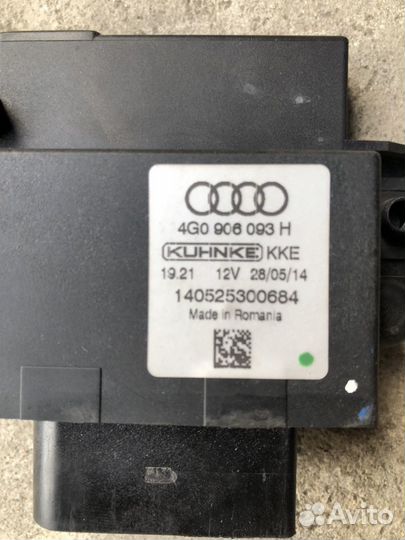 4G0 906 093 H
KUHNKE KKE
19.21 12V 28/05/14
140525300684
Made in Romania
Avito